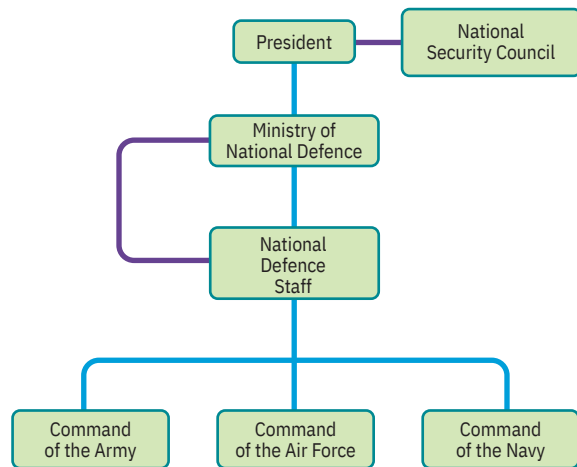 President
National
Security Council
Ministry of
National Defence
National
Defence
Staff
Command
of the Army
Command
of the Air Force
Command
of the Navy